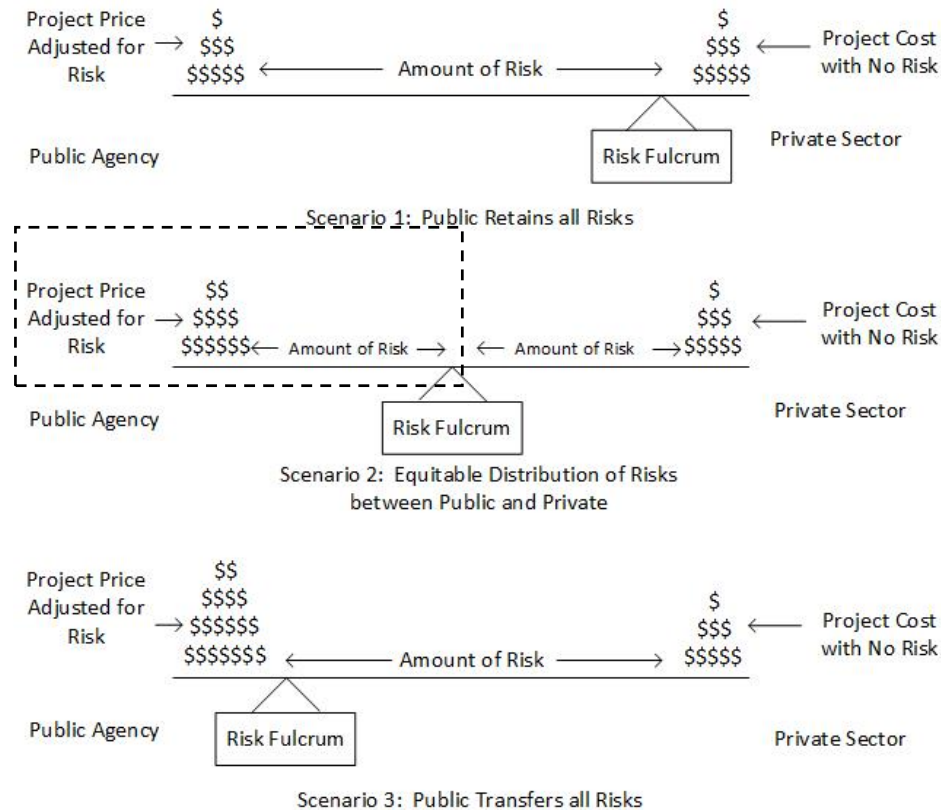 Project Price
Adjusted for
Risk
$
$$$
$$$$$
Amount of Risk
$
$$$
$$$$$
Project Cost
with No Risk
Public Agency
Risk Fulcrum
Private Sector
Scenario 1: Public Retains all Risks
Project Price
Adjusted for
Risk
$$
$$$$
$$$$$$
Amount of Risk
Amount of Risk
$
$$$
$$$$$
Project Cost
with No Risk
Public Agency
Risk Fulcrum
Private Sector
Scenario 2: Equitable Distribution of Risks
between Public and Private
Project Price
Adjusted for
Risk
$$
$$$$
$$$$$$
$$$$$$$
Amount of Risk
$
$$$
$$$$$
Project Cost
with No Risk
Public Agency
Risk Fulcrum
Private Sector
Scenario 3: Public Transfers all Risks